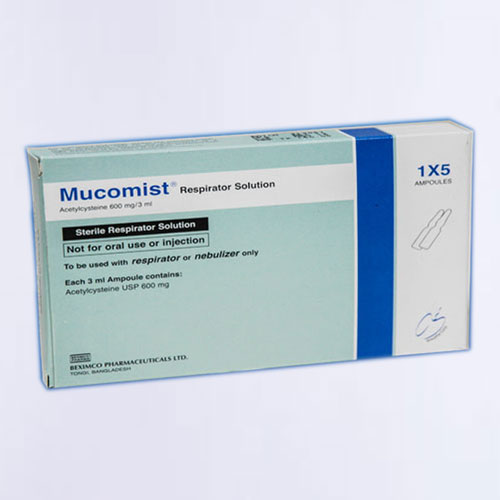 Mucomist® Respirator Solution
Acetylcysteine 600 mg/3 ml
Sterile Respirator Solution
Not for oral use or injection
To be used with respirator or nebulizer only
Each 3 ml Ampoule contains:
Acetylcysteine USP 600 mg
BEXIMCO PHARMACEUTICALS LTD.
TONGI, BANGLADESH
1X5
AMPOULES